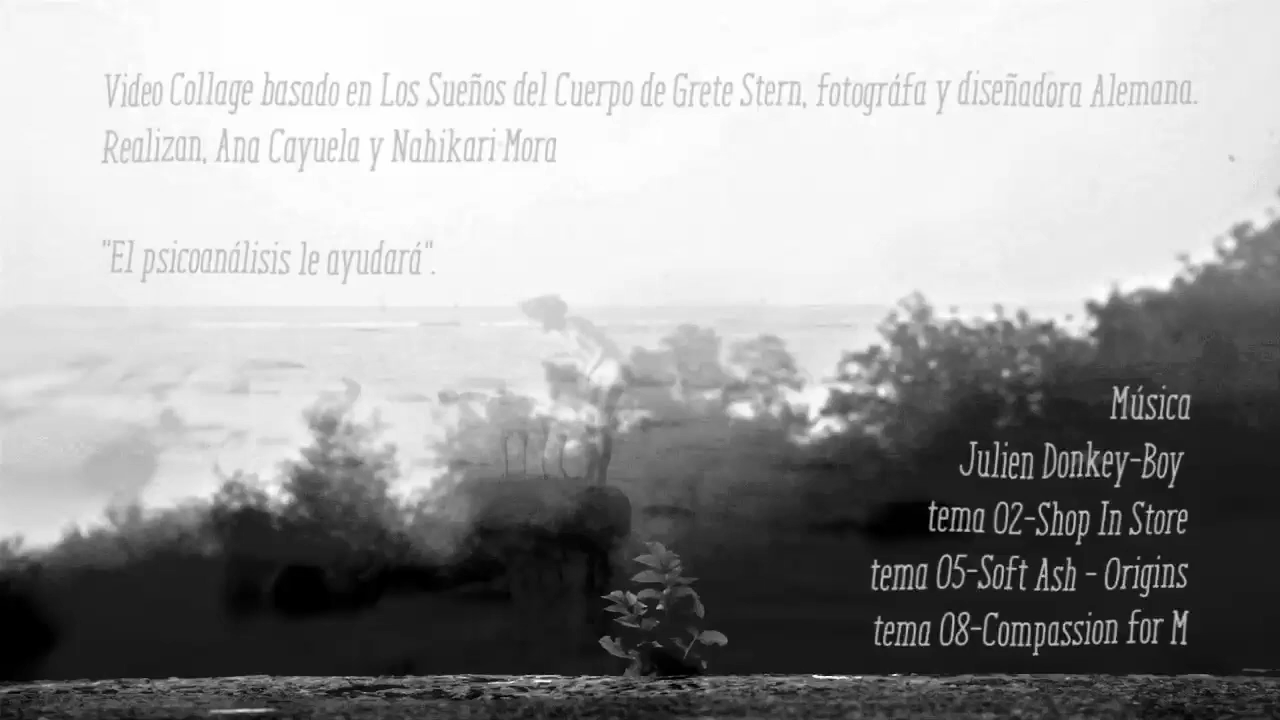 Video Collage basado en Los Sueños del Cuerpo de Grete Stern, fotográfa y diseñadora Alemana.
Realizan, Ana Cayuela y Nahikari Mora
"El psicoanálisis le ayudará".
Música
Julien Donkey-Boy
tema 02-Shop In Store
tema 05-Soft Ash - Origins
tema 08-Compassion for M